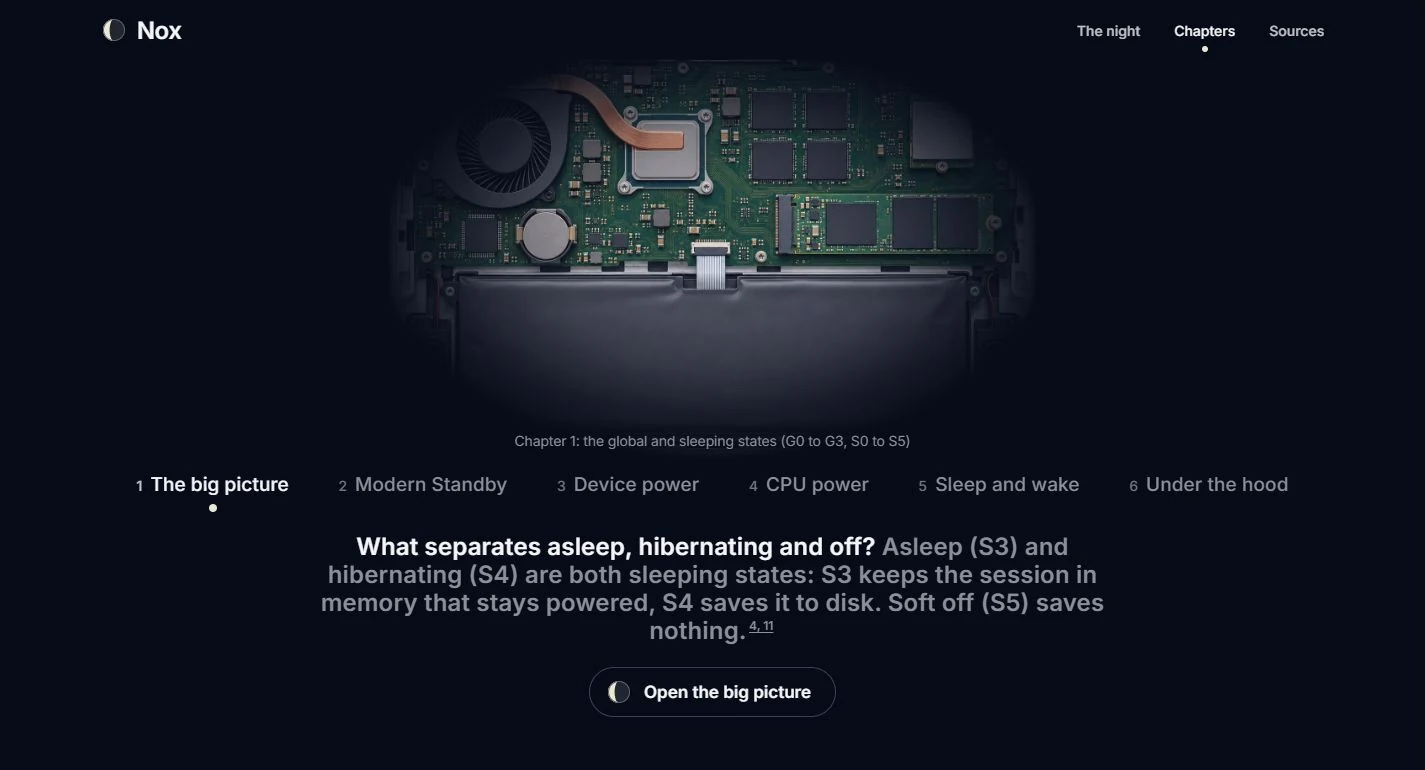 Nox
The night
Chapters
Sources
Chapter 1: the global and sleeping states (G0 to G3, S0 to S5)
1 The big picture
2 Modern Standby
3 Device power
4 CPU power
5 Sleep and wake
6 Under the hood
What separates asleep, hibernating and off? Asleep (S3) and
hibernating (S4) are both sleeping states: S3 keeps the session in
memory that stays powered, S4 saves it to disk. Soft off (S5) saves
nothing. 4, 11
Open the big picture